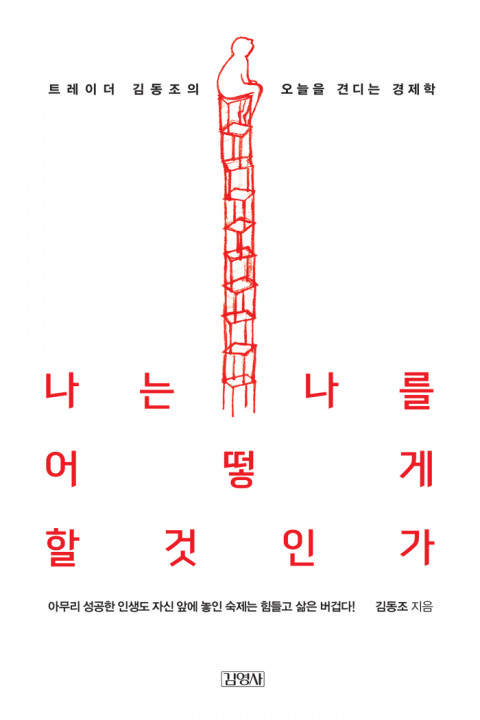 트레이더 김동조의 오늘을 견디는 경제학
나는 나를
어떻게
할 것인가
아무리 성공한 인생도 자신 앞에 놓인 숙제는 힘들고 삶은 버겁다! 김동조 지음
김영사